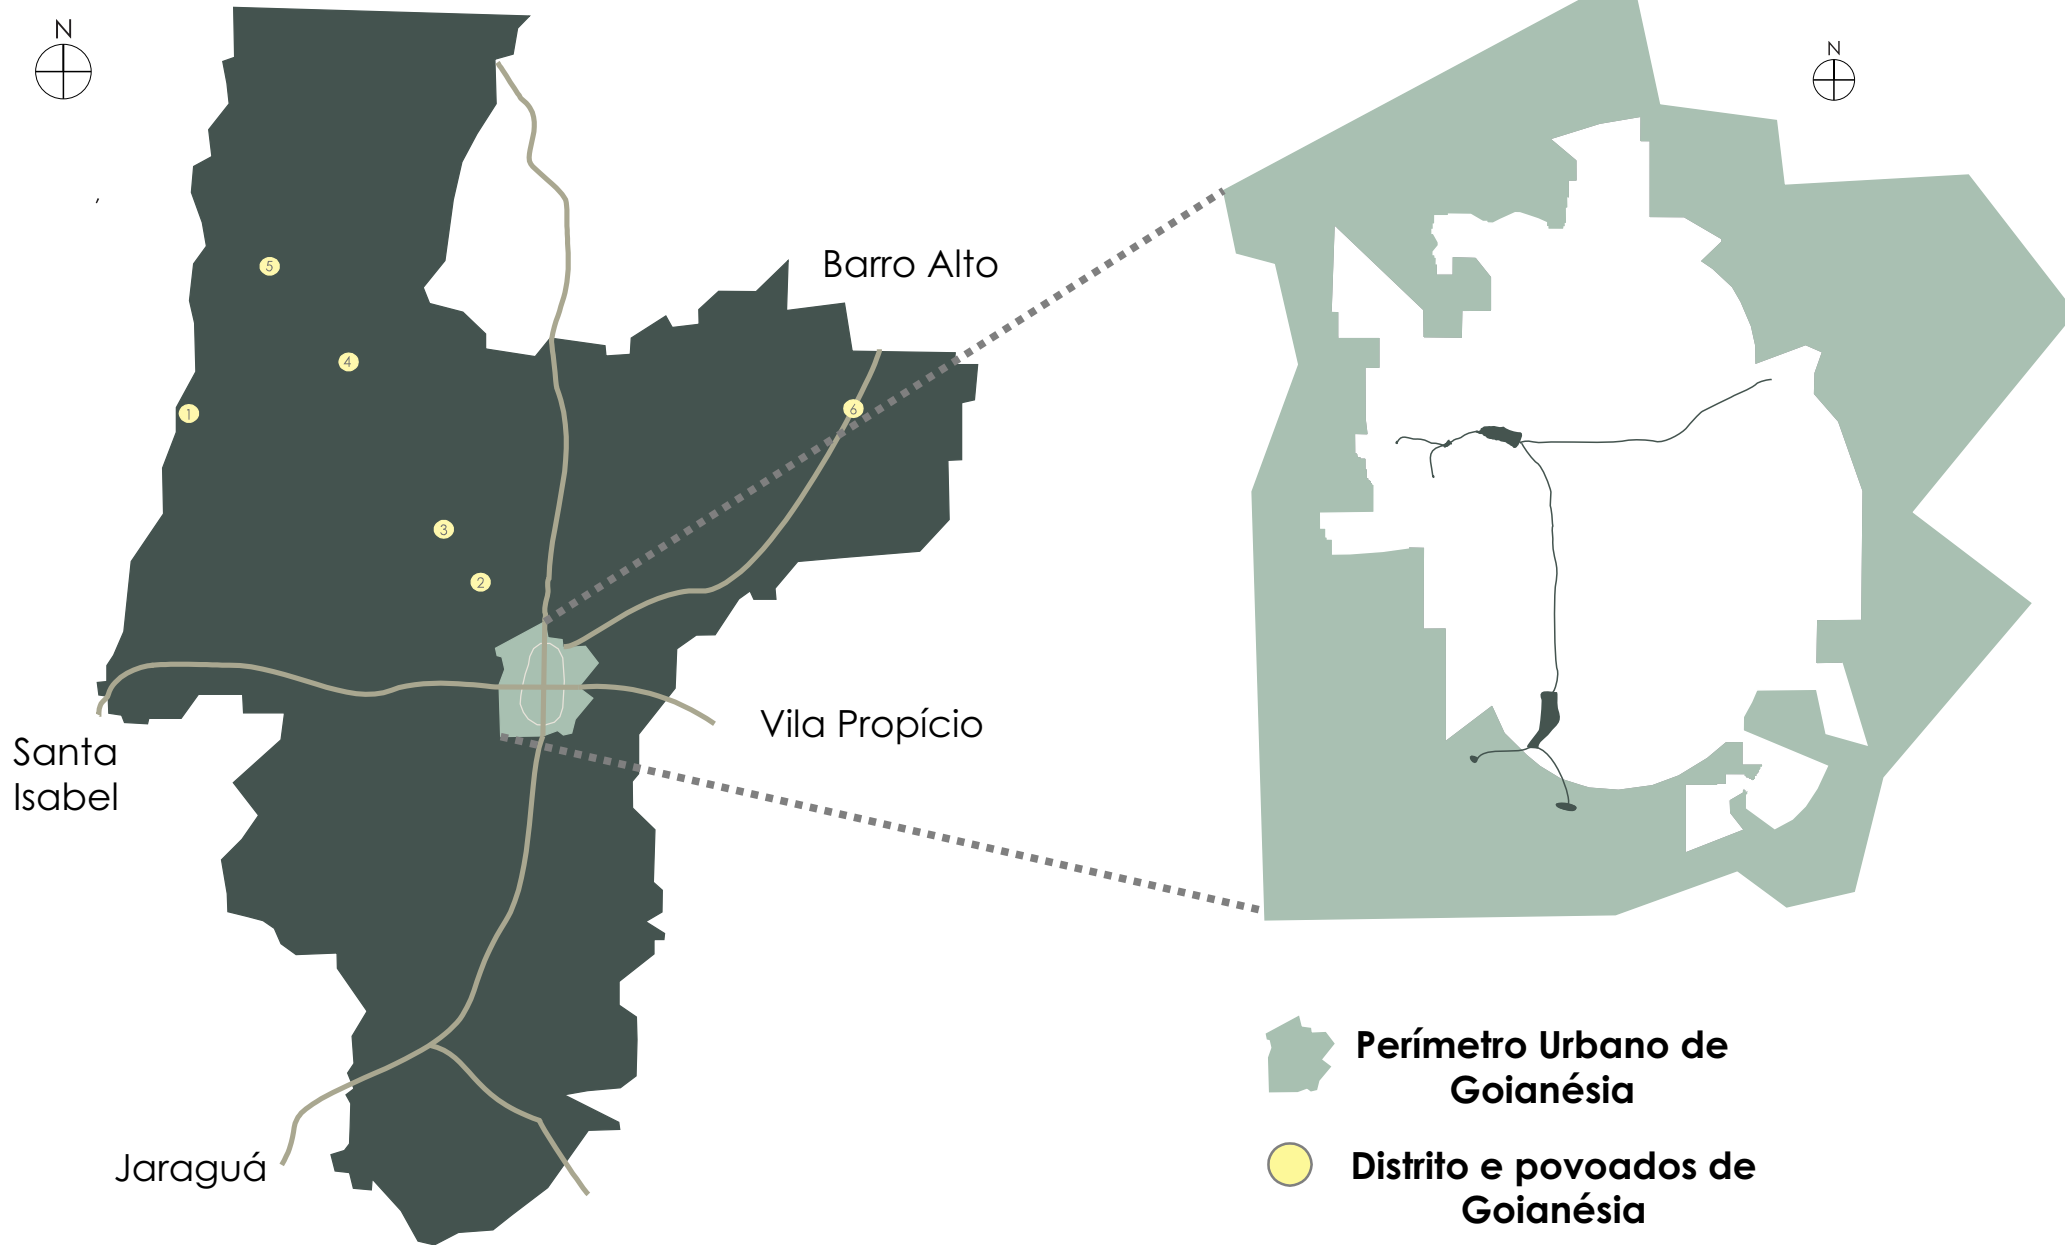 N
N
Barro Alto
5
4
1
6
3
2
Vila Propício
Santa
Isabel
Jaraguá
Perímetro Urbano de
Goianésia
Distrito e povoados de
Goianésia